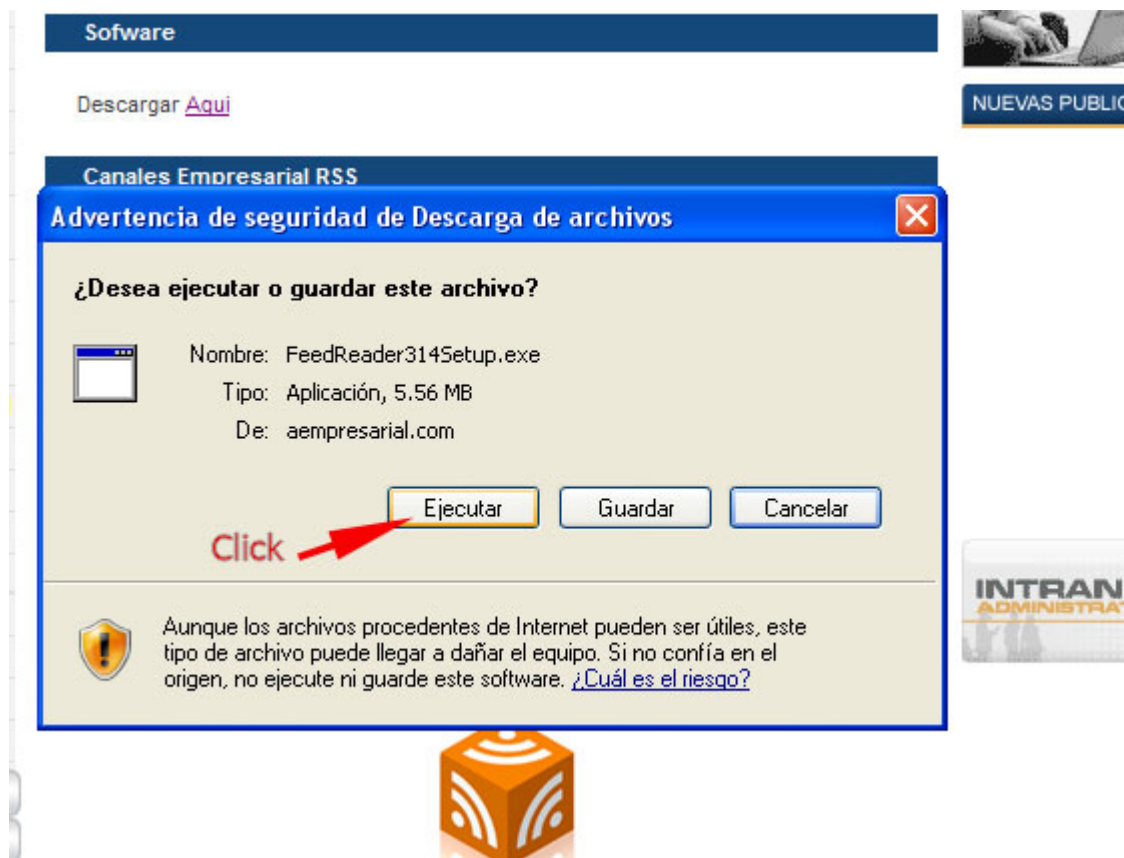 Sofware
Descargar Aqui
NUEVAS PUBLIC
Canales Empresarial RSS
Advertencia de seguridad de Descarga de archivos
¿Desea ejecutar o guardar este archivo?
Nombre: FeedReader314Setup.exe
Tipo: Aplicación, 5.56 MB
De: aempresarial.com
Ejecutar Guardar Cancelar
Click
INTRAN
ADMINISTRA
Aunque los archivos procedentes de Internet pueden ser útiles, este
tipo de archivo puede llegar a dañar el equipo. Si no confía en el
origen, no ejecute ni guarde este software. ¿Cuál es el riesgo?